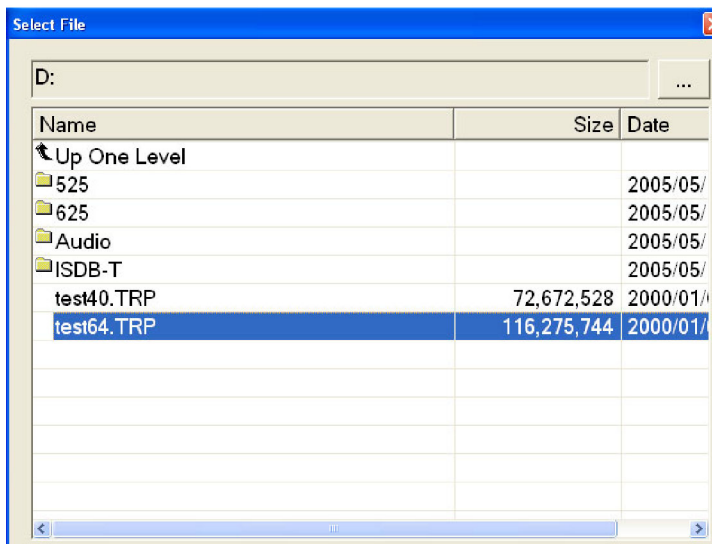 Select File
D:
...
Name Size Date
Up One Level
525 2005/05/
625 2005/05/
Audio 2005/05/
ISDB-T 2005/05/
test40.TRP 72,672,528 2000/01/
test64.TRP 116,275,744 2000/01/